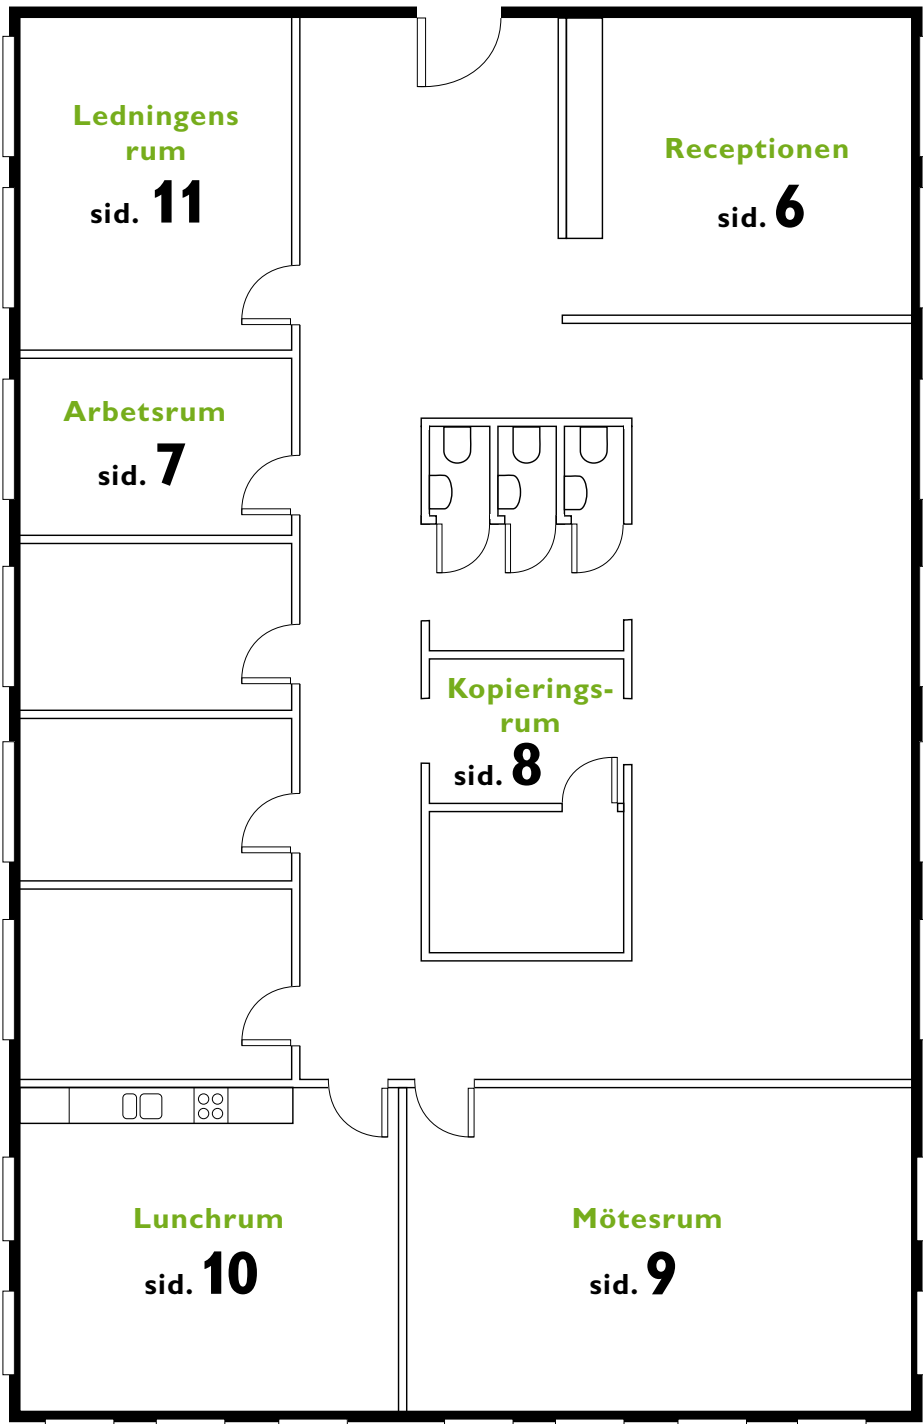 Ledningens
rum
sid. 11
Receptionen
sid. 6
Arbetsrum
sid. 7
Kopierings-
rum
sid. 8
Lunchrum
sid. 10
Mötesrum
sid. 9